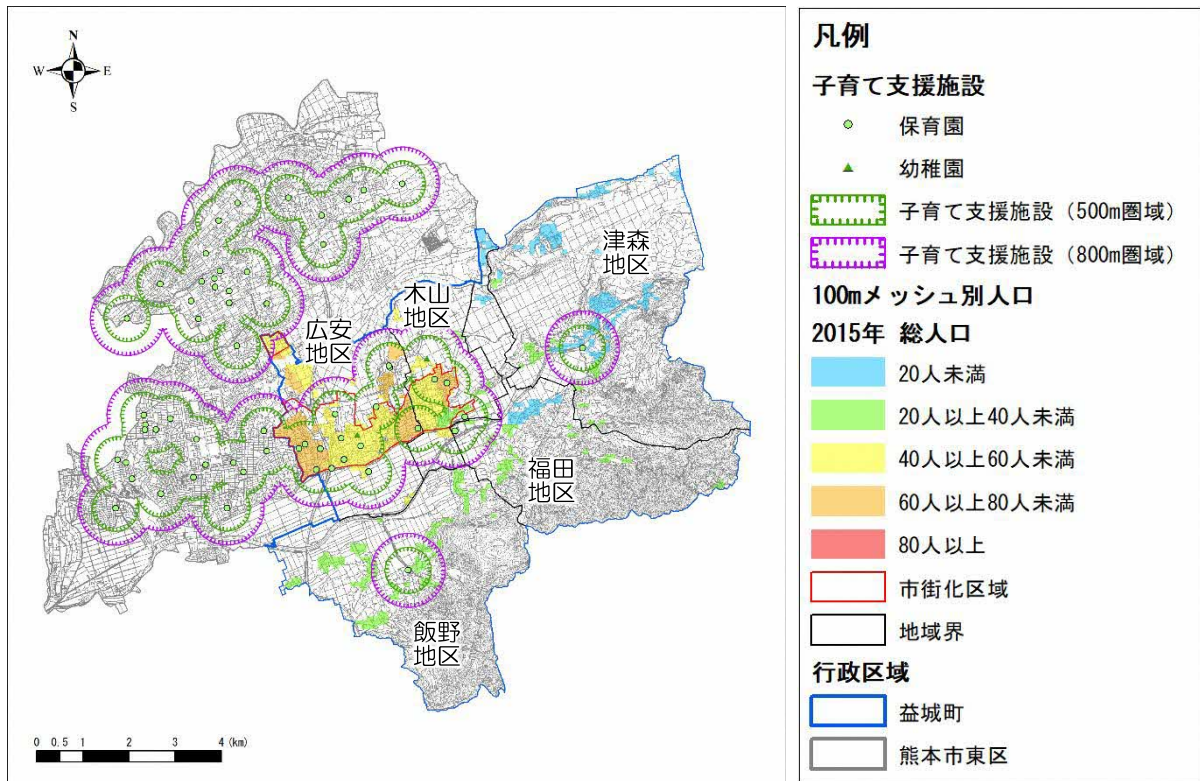 N
W
E
S
津森
地区
木山
地区
広安
地区
福田
地区
飯野
地区
0 0.5 1 2 3 4 (km)
凡例
子育て支援施設
保育園
幼稚園
子育て支援施設（500m圏域）
子育て支援施設（800m圏域）
100mメッシュ別人口
2015年 総人口
20人未満
20人以上40人未満
40人以上60人未満
60人以上80人未満
80人以上
市街化区域
地域界
行政区域
益城町
熊本市東区